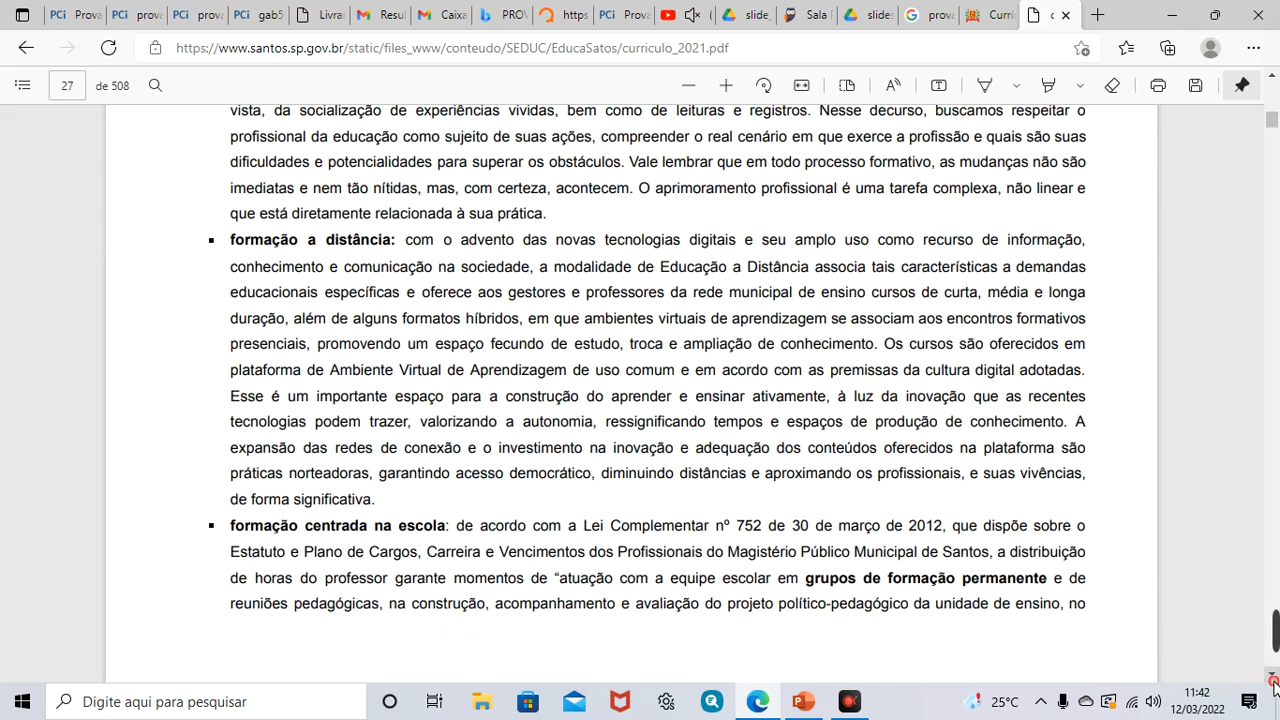 PCi Prova
PCi prova
PCi prova
PCi gab5
Livrar
Resul
Caixa
PROV
https
PCi Prova
slide_
Sala
slides
prova
Curri
https://www.santos.sp.gov.br/static/files_www/conteudo/SEDUC/EducaSatos/curriculo_2021.pdf
27 de 508
vista, da socialização de experiências vividas, bem como de leituras e registros. Nesse decurso, buscamos respeitar o
profissional da educação como sujeito de suas ações, compreender o real cenário em que exerce a profissão e quais são suas
dificuldades e potencialidades para superar os obstáculos. Vale lembrar que em todo processo formativo, as mudanças não são
imediatas e nem tão nítidas, mas, com certeza, acontecem. O aprimoramento profissional é uma tarefa complexa, não linear e
que está diretamente relacionada à sua prática.
▪ formação a distância: com o advento das novas tecnologias digitais e seu amplo uso como recurso de informação,
conhecimento e comunicação na sociedade, a modalidade de Educação a Distância associa tais características a demandas
educacionais específicas e oferece aos gestores e professores da rede municipal de ensino cursos de curta, média e longa
duração, além de alguns formatos híbridos, em que ambientes virtuais de aprendizagem se associam aos encontros formativos
presenciais, promovendo um espaço fecundo de estudo, troca e ampliação de conhecimento. Os cursos são oferecidos em
plataforma de Ambiente Virtual de Aprendizagem de uso comum e em acordo com as premissas da cultura digital adotadas.
Esse é um importante espaço para a construção do aprender e ensinar ativamente, à luz da inovação que as recentes
tecnologias podem trazer, valorizando a autonomia, ressignificando tempos e espaços de produção de conhecimento. A
expansão das redes de conexão e o investimento na inovação e adequação dos conteúdos oferecidos na plataforma são
práticas norteadoras, garantindo acesso democrático, diminuindo distâncias e aproximando os profissionais, e suas vivências,
de forma significativa.
▪ formação centrada na escola: de acordo com a Lei Complementar nº 752 de 30 de março de 2012, que dispõe sobre o
Estatuto e Plano de Cargos, Carreira e Vencimentos dos Profissionais do Magistério Público Municipal de Santos, a distribuição
de horas do professor garante momentos de “atuação com a equipe escolar em grupos de formação permanente e de
reuniões pedagógicas, na construção, acompanhamento e avaliação do projeto político-pedagógico da unidade de ensino, no
Digite aqui para pesquisar
25°C
11:42
12/03/2022